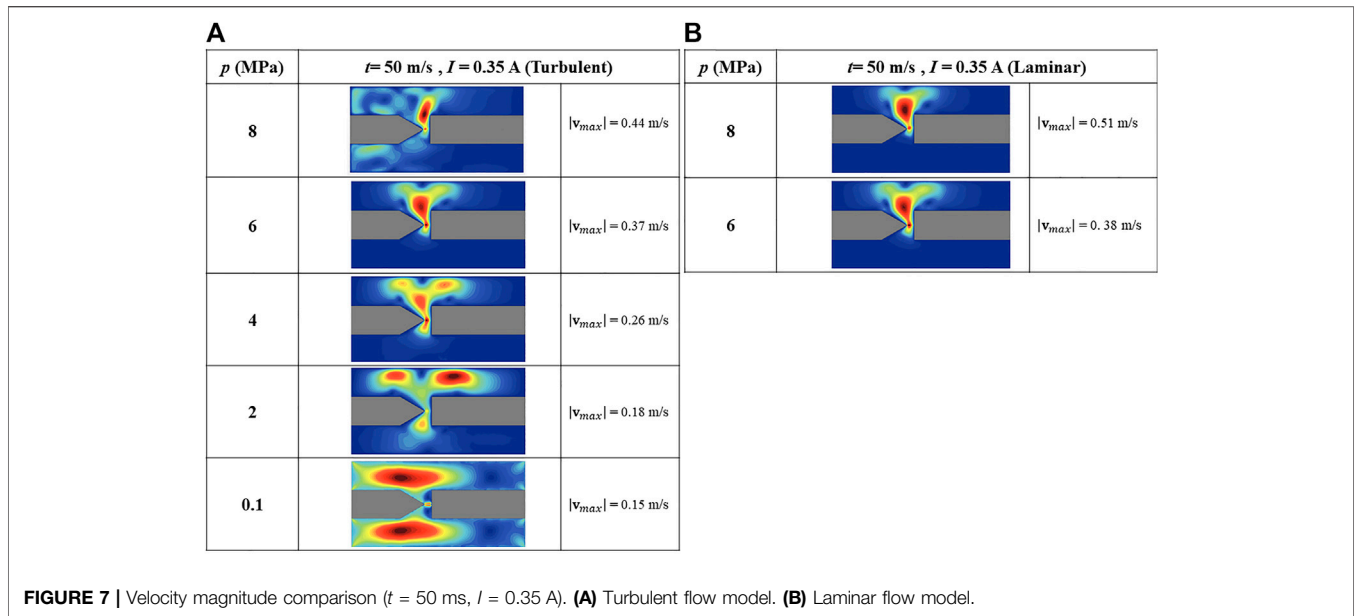 A
p (MPa) t= 50 m/s , I = 0.35 A (Turbulent)
8 |v_max| = 0.44 m/s
6 |v_max| = 0.37 m/s
4 |v_max| = 0.26 m/s
2 |v_max| = 0.18 m/s
0.1 |v_max| = 0.15 m/s
B
p (MPa) t= 50 m/s , I = 0.35 A (Laminar)
8 |v_max| = 0.51 m/s
6 |v_max| = 0. 38 m/s
FIGURE 7 | Velocity magnitude comparison (t = 50 ms, I = 0.35 A). (A) Turbulent flow model. (B) Laminar flow model.